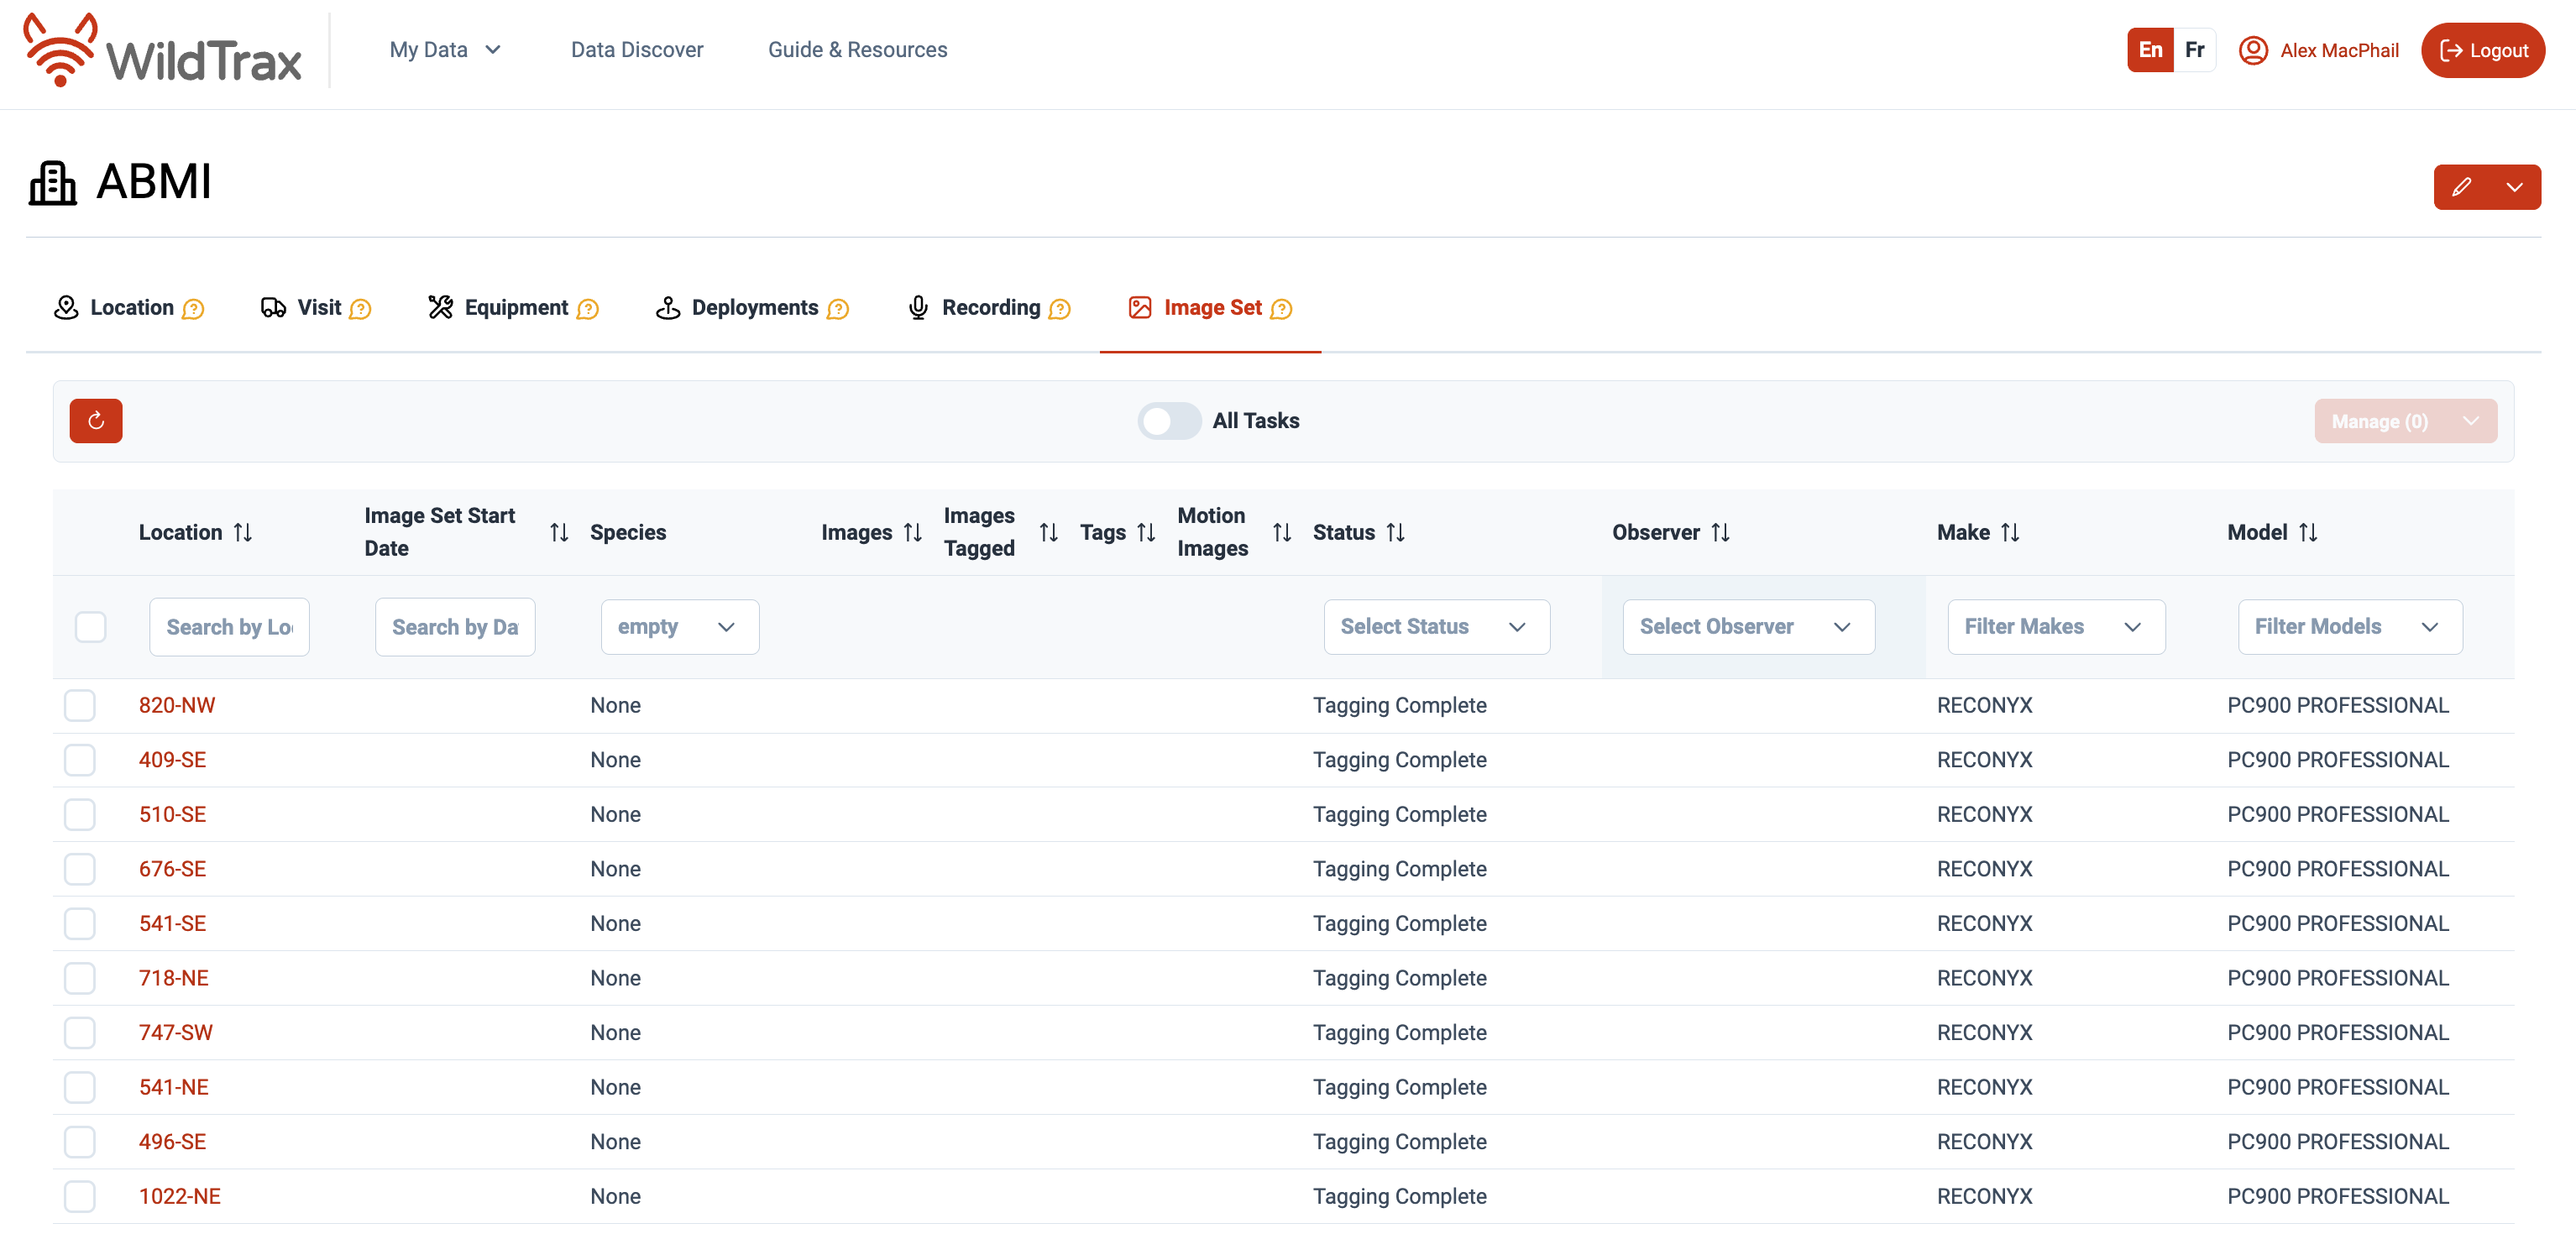 WildTrax
My Data
Data Discover
Guide & Resources
En
Fr
Alex MacPhail
Logout
ABMI
Location
Visit
Equipment
Deployments
Recording
Image Set
All Tasks
Manage (0)
Location
Image Set Start
Date
Species
Images
Images
Tagged
Tags
Motion
Images
Status
Observer
Make
Model
Search by Lo
Search by Da
empty
Select Status
Select Observer
Filter Makes
Filter Models
820-NW None Tagging Complete RECONYX PC900 PROFESSIONAL
409-SE None Tagging Complete RECONYX PC900 PROFESSIONAL
510-SE None Tagging Complete RECONYX PC900 PROFESSIONAL
676-SE None Tagging Complete RECONYX PC900 PROFESSIONAL
541-SE None Tagging Complete RECONYX PC900 PROFESSIONAL
718-NE None Tagging Complete RECONYX PC900 PROFESSIONAL
747-SW None Tagging Complete RECONYX PC900 PROFESSIONAL
541-NE None Tagging Complete RECONYX PC900 PROFESSIONAL
496-SE None Tagging Complete RECONYX PC900 PROFESSIONAL
1022-NE None Tagging Complete RECONYX PC900 PROFESSIONAL